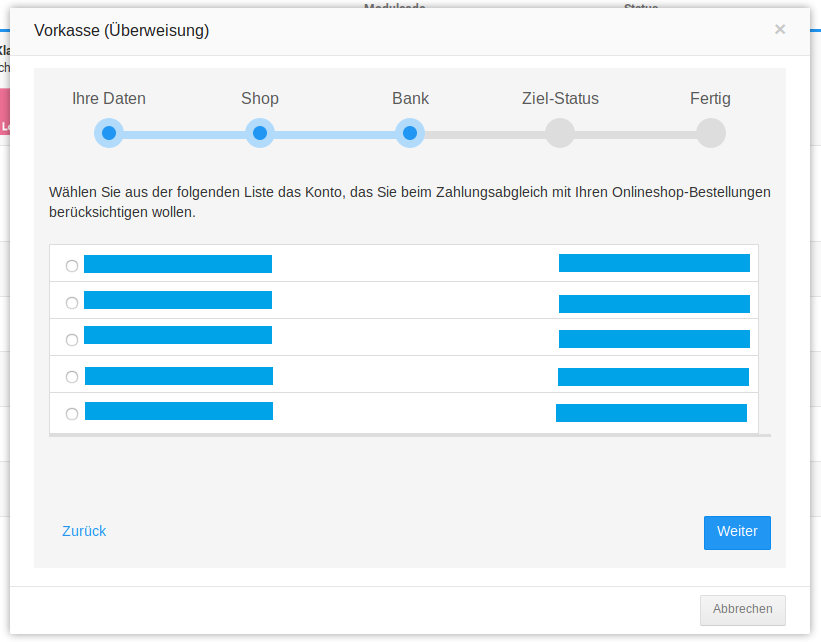 Vorkasse (Überweisung)
×
Ihre Daten
Shop
Bank
Ziel-Status
Fertig
Wählen Sie aus der folgenden Liste das Konto, das Sie beim Zahlungsabgleich mit Ihren Onlineshop-Bestellungen
berücksichtigen wollen.
Zurück
Weiter
Abbrechen